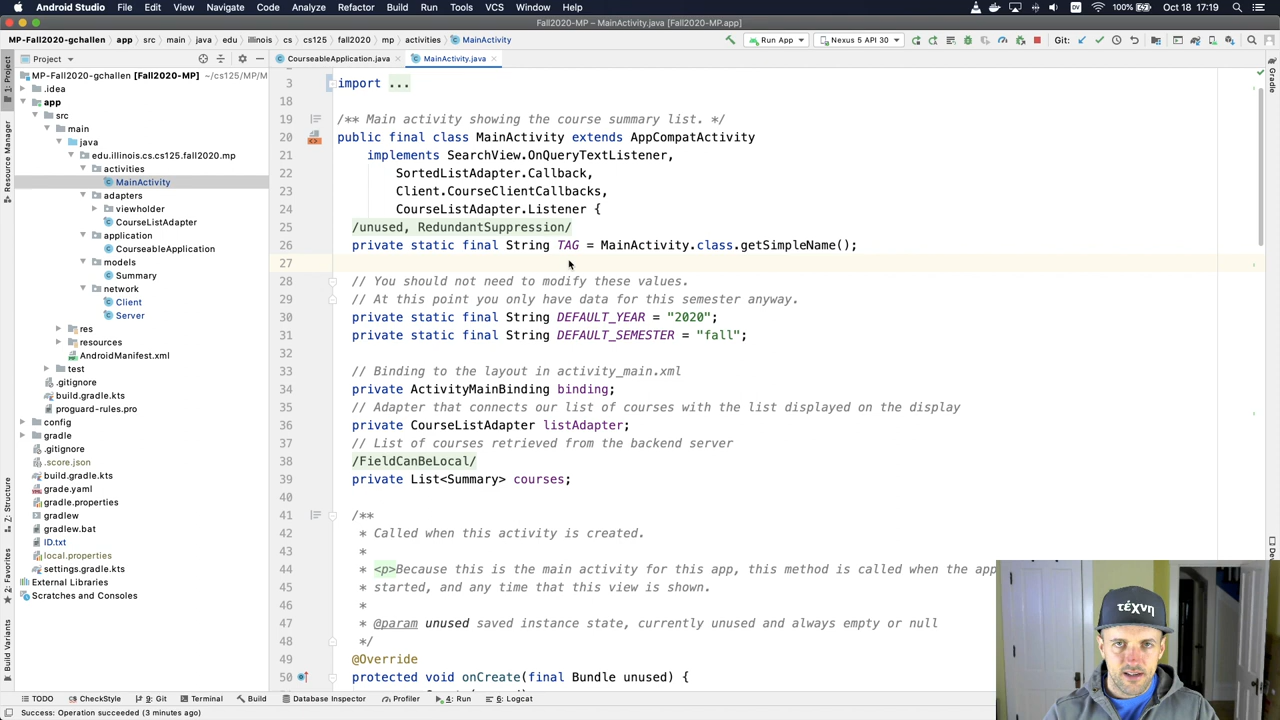 Android Studio File Edit View Navigate Code Analyze Refactor Build Run Tools VCS Window Help 100% Oct 18 17:19
Fall2020-MP – MainActivity.java [Fall2020-MP.app]
MP-Fall2020-gchallen app src main java edu illinois cs cs125 fall2020 mp activities MainActivity Run App Nexus 5 API 30 Git:
Project CourseableApplication.java MainActivity.java
MP-Fall2020-gchallen [Fall2020-MP] ~/cs125/MP/M
.idea
app
src
main
java
edu.illinois.cs.cs125.fall2020.mp
activities
MainActivity
adapters
viewholder
CourseListAdapter
application
CourseableApplication
models
Summary
network
Client
Server
res
resources
AndroidManifest.xml
test
.gitignore
build.gradle.kts
proguard-rules.pro
config
gradle
.gitignore
.score.json
build.gradle.kts
grade.yaml
gradle.properties
gradlew
gradlew.bat
ID.txt
local.properties
settings.gradle.kts
External Libraries
Scratches and Consoles
3 import ...
18
19 /** Main activity showing the course summary list. */
20 public final class MainActivity extends AppCompatActivity
21 implements SearchView.OnQueryTextListener,
22 SortedListAdapter.Callback,
23 Client.CourseClientCallbacks,
24 CourseListAdapter.Listener {
25 /unused, RedundantSuppression/
26 private static final String TAG = MainActivity.class.getSimpleName();
27
28 // You should not need to modify these values.
29 // At this point you only have data for this semester anyway.
30 private static final String DEFAULT_YEAR = "2020";
31 private static final String DEFAULT_SEMESTER = "fall";
32
33 // Binding to the layout in activity_main.xml
34 private ActivityMainBinding binding;
35 // Adapter that connects our list of courses with the list displayed on the display
36 private CourseListAdapter listAdapter;
37 // List of courses retrieved from the backend server
38 /FieldCanBeLocal/
39 private List<Summary> courses;
40
41 /**
42 * Called when this activity is created.
43 *
44 * <p>Because this is the main activity for this app, this method is called when the app
45 * started, and any time that this view is shown.
46 *
47 * @param unused saved instance state, currently unused and always empty or null
48 */
49 @Override
50 protected void onCreate(final Bundle unused) {
1: Project
Resource Manager
Z: Structure
2: Favorites
Build Variants
Gradle
τέχνη
TODO CheckStyle 9: Git Terminal Build Database Inspector Profiler 4: Run 6: Logcat
Success: Operation succeeded (3 minutes ago)